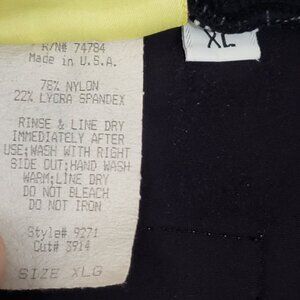 R/N# 74784
Made in U.S.A.
78% NYLON
22% LYCRA SPANDEX
RINSE & LINE DRY
IMMEDIATELY AFTER
USE;WASH WITH RIGHT
SIDE OUT;HAND WASH
WARM;LINE DRY
DO NOT BLEACH
DO NOT IRON
Style# 9271
Cut# 3914
SIZE XLG
XL